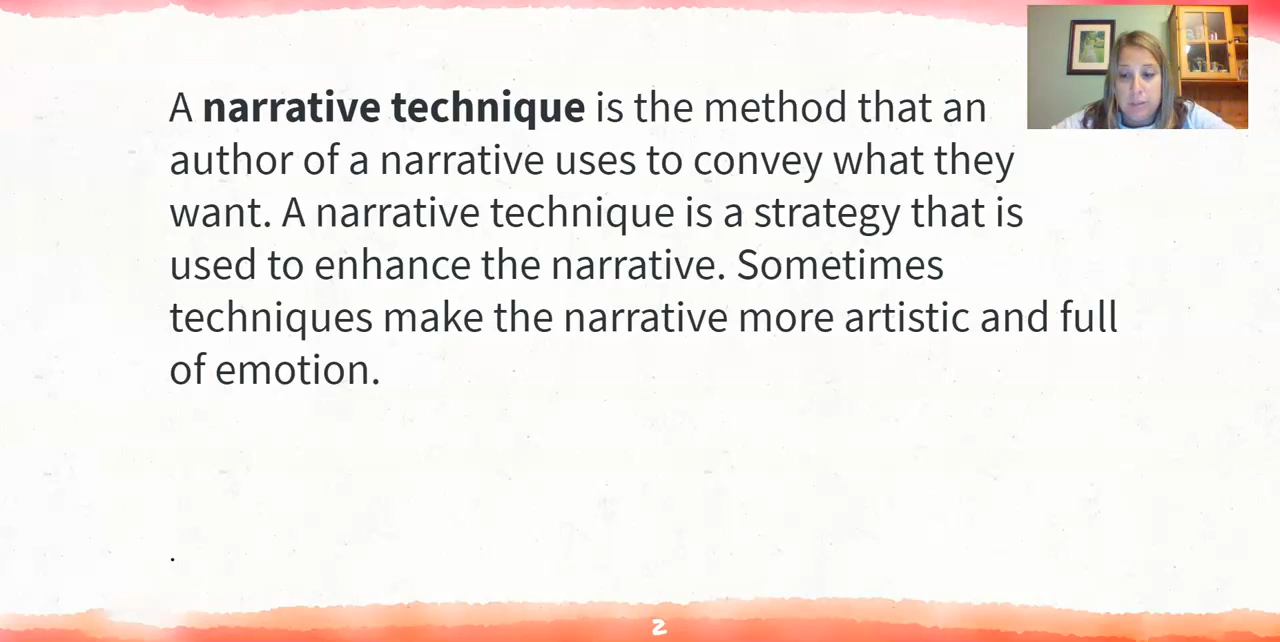 A narrative technique is the method that an
author of a narrative uses to convey what they
want. A narrative technique is a strategy that is
used to enhance the narrative. Sometimes
techniques make the narrative more artistic and full
of emotion.
.
2